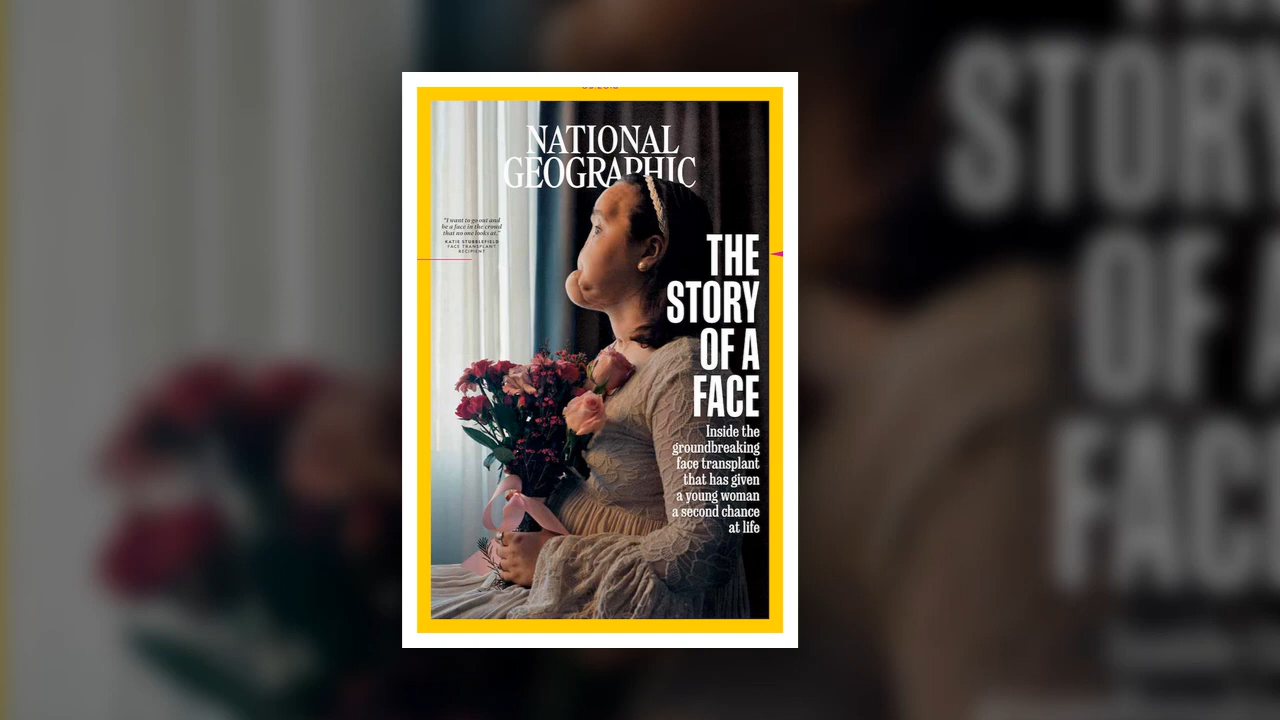 NATIONAL
GEOGRAPHIC
"I want to go out and
be a face in the crowd
that no one looks at."
KATIE STUBBLEFIELD
FACE TRANSPLANT
RECIPIENT
THE
STORY
OF A
FACE
Inside the
groundbreaking
face transplant
that has given
a young woman
a second chance
at life
STORY
OF A
FACE